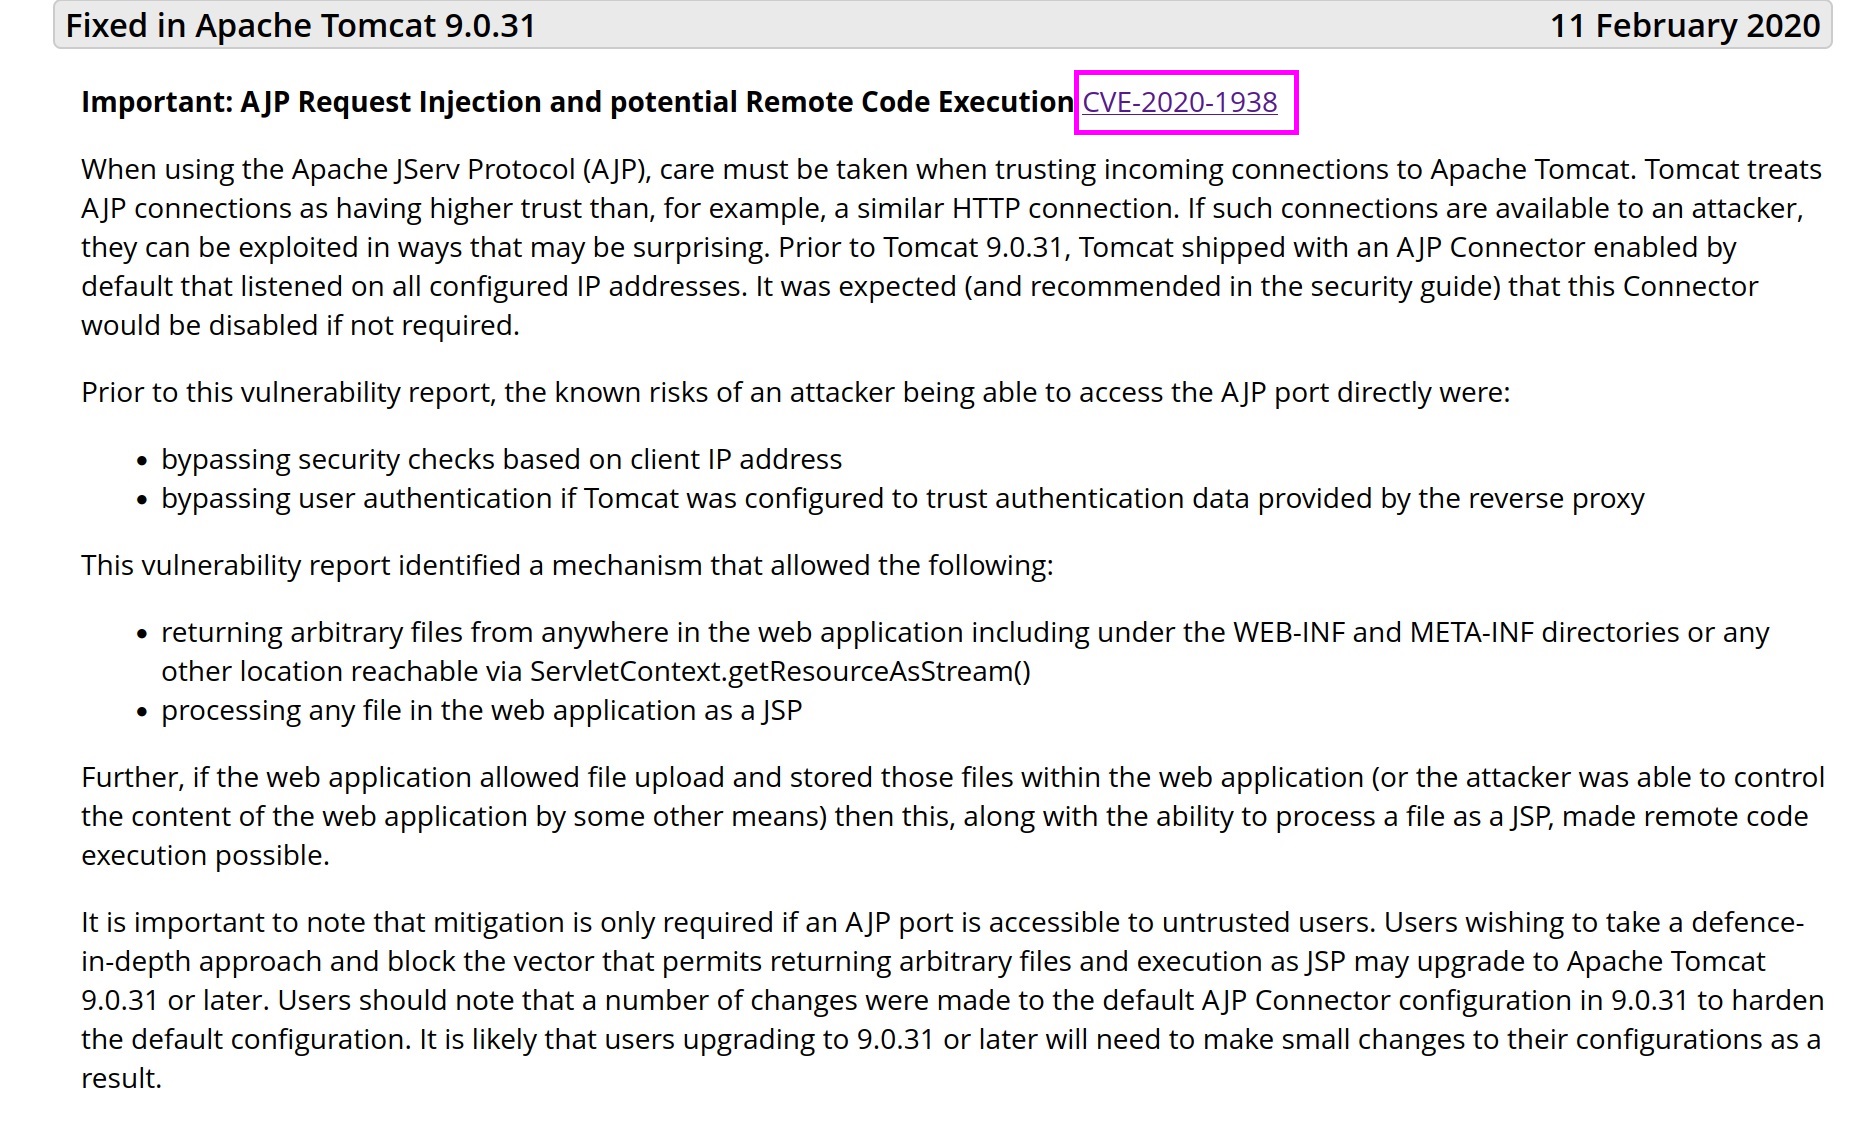 Fixed in Apache Tomcat 9.0.31 11 February 2020
Important: AJP Request Injection and potential Remote Code Execution CVE-2020-1938
When using the Apache JServ Protocol (AJP), care must be taken when trusting incoming connections to Apache Tomcat. Tomcat treats
AJP connections as having higher trust than, for example, a similar HTTP connection. If such connections are available to an attacker,
they can be exploited in ways that may be surprising. Prior to Tomcat 9.0.31, Tomcat shipped with an AJP Connector enabled by
default that listened on all configured IP addresses. It was expected (and recommended in the security guide) that this Connector
would be disabled if not required.
Prior to this vulnerability report, the known risks of an attacker being able to access the AJP port directly were:
• bypassing security checks based on client IP address
• bypassing user authentication if Tomcat was configured to trust authentication data provided by the reverse proxy
This vulnerability report identified a mechanism that allowed the following:
• returning arbitrary files from anywhere in the web application including under the WEB-INF and META-INF directories or any
other location reachable via ServletContext.getResourceAsStream()
• processing any file in the web application as a JSP
Further, if the web application allowed file upload and stored those files within the web application (or the attacker was able to control
the content of the web application by some other means) then this, along with the ability to process a file as a JSP, made remote code
execution possible.
It is important to note that mitigation is only required if an AJP port is accessible to untrusted users. Users wishing to take a defence-
in-depth approach and block the vector that permits returning arbitrary files and execution as JSP may upgrade to Apache Tomcat
9.0.31 or later. Users should note that a number of changes were made to the default AJP Connector configuration in 9.0.31 to harden
the default configuration. It is likely that users upgrading to 9.0.31 or later will need to make small changes to their configurations as a
result.